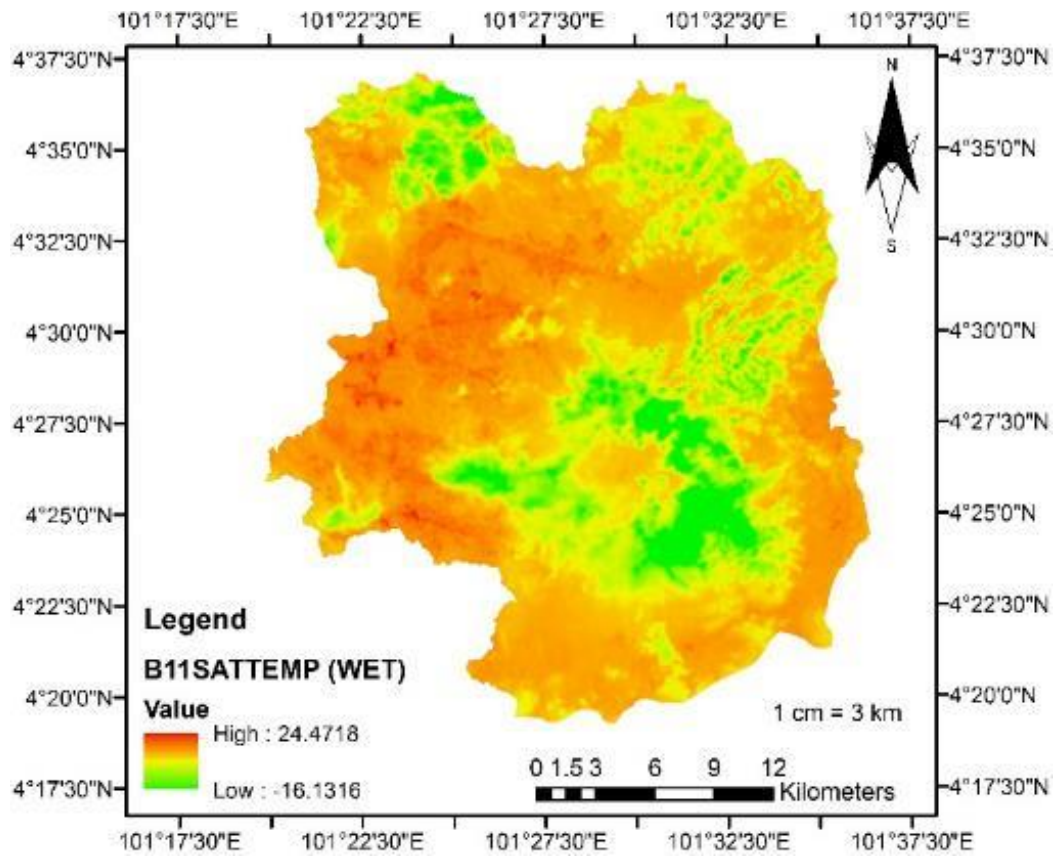 101°17'30"E 101°22'30"E 101°27'30"E 101°32'30"E 101°37'30"E
4°37'30"N 4°37'30"N
N
4°35'0"N 4°35'0"N
S
4°32'30"N 4°32'30"N
4°30'0"N 4°30'0"N
4°27'30"N 4°27'30"N
4°25'0"N 4°25'0"N
4°22'30"N 4°22'30"N
Legend
B11SATTEMP (WET)
4°20'0"N 4°20'0"N
Value
1 cm = 3 km
High : 24.4718
0 1.5 3 6 9 12
Kilometers
Low : -16.1316
4°17'30"N 4°17'30"N
101°17'30"E 101°22'30"E 101°27'30"E 101°32'30"E 101°37'30"E